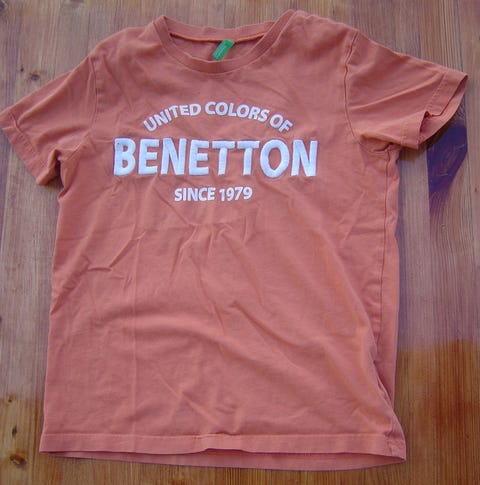 UNITED COLORS OF
BENETTON
SINCE 1979